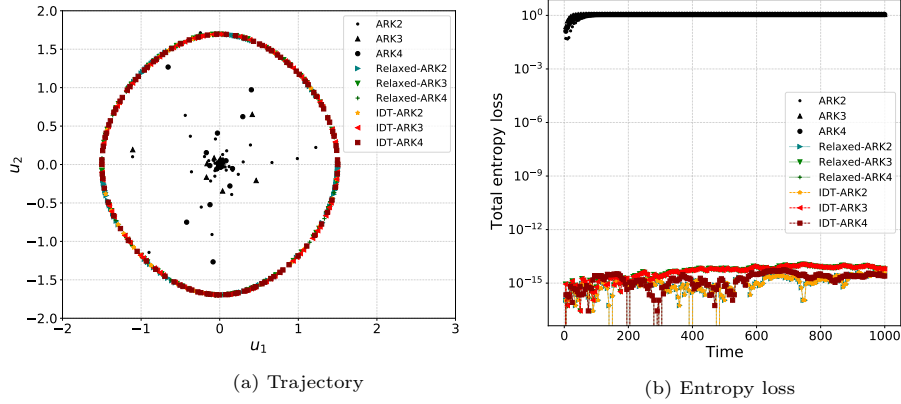 2.0
1.5
1.0
0.5
0.0
−0.5
−1.0
−1.5
−2.0
u2
−2
−1
0
1
2
3
u1
ARK2
ARK3
ARK4
Relaxed-ARK2
Relaxed-ARK3
Relaxed-ARK4
IDT-ARK2
IDT-ARK3
IDT-ARK4
(a) Trajectory
10^0
10^−3
10^−6
10^−9
10^−12
10^−15
Total entropy loss
0
200
400
600
800
1000
Time
ARK2
ARK3
ARK4
Relaxed-ARK2
Relaxed-ARK3
Relaxed-ARK4
IDT-ARK2
IDT-ARK3
IDT-ARK4
(b) Entropy loss